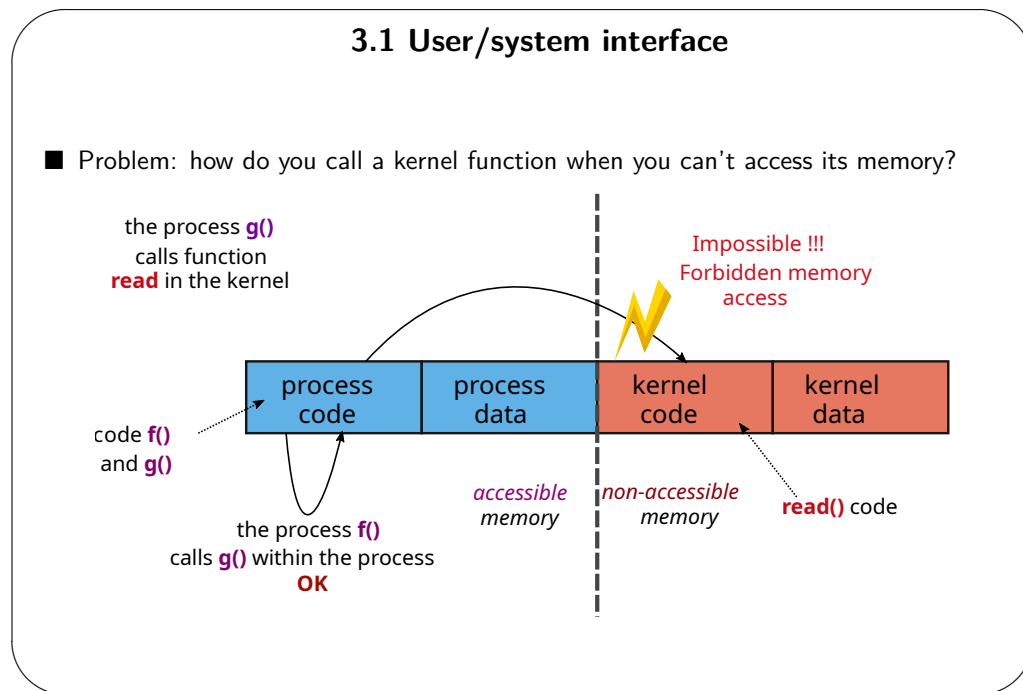 3.1 User/system interface
■ Problem: how do you call a kernel function when you can't access its memory?
the process g()
calls function
read in the kernel
Impossible !!!
Forbidden memory
access
process
code
process
data
kernel
code
kernel
data
code f()
and g()
accessible
memory
non-accessible
memory
read() code
the process f()
calls g() within the process
OK